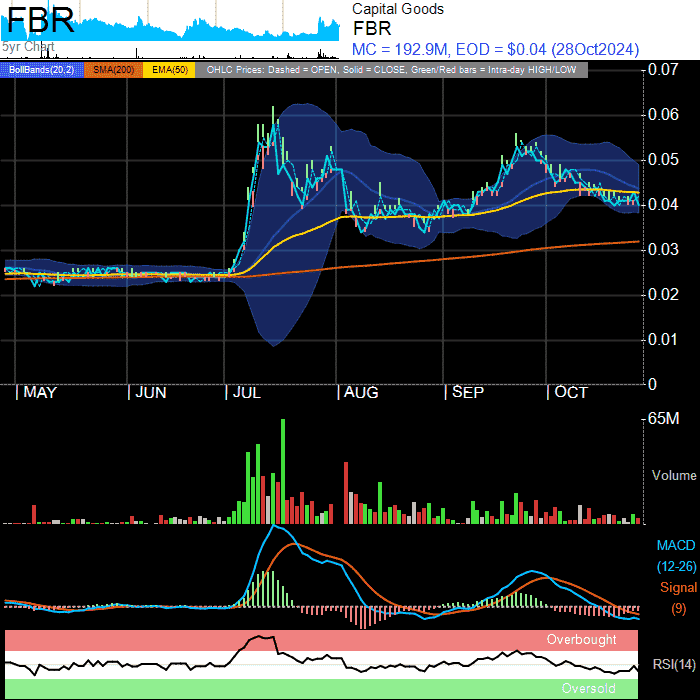 FBR
5yr Chart
Capital Goods
FBR
MC = 192.9M, EOD = $0.04 (28Oct2024)
BollBands(20,2) SMA(200) EMA(50) OHLC Prices: Dashed = OPEN, Solid = CLOSE, Green/Red bars = Intra-day HIGH/LOW
0.07
0.06
0.05
0.04
0.03
0.02
0.01
0
MAY JUN JUL AUG SEP OCT
65M
Volume
MACD
(12-26)
Signal
(9)
Overbought
RSI(14)
Oversold